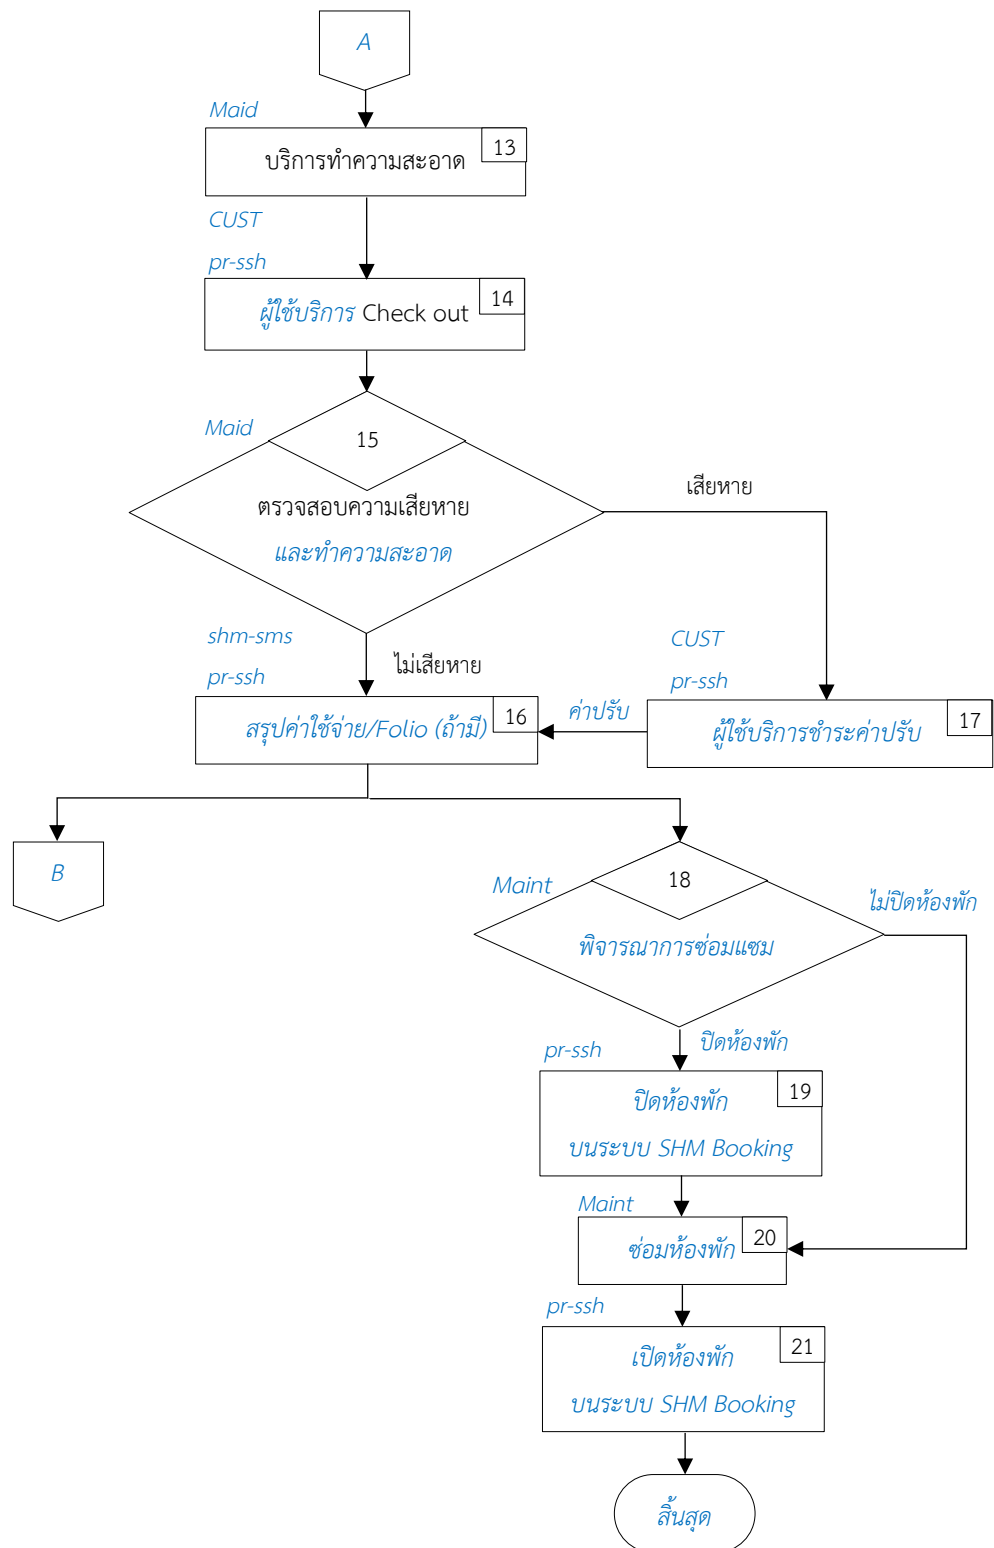 A
Maid
13
บริการทำความสะอาด
CUST
pr-ssh
14
ผู้ใช้บริการ Check out
Maid
15
ตรวจสอบความเสียหาย
และทำความสะอาด
เสียหาย
shm-sms
pr-ssh
ไม่เสียหาย
CUST
pr-ssh
16
สรุปค่าใช้จ่าย/Folio (ถ้ามี)
ค่าปรับ
17
ผู้ใช้บริการชำระค่าปรับ
B
Maint
18
ไม่ปิดห้องพัก
พิจารณาการซ่อมแซม
ปิดห้องพัก
pr-ssh
19
ปิดห้องพัก
บนระบบ SHM Booking
Maint
20
ซ่อมห้องพัก
pr-ssh
21
เปิดห้องพัก
บนระบบ SHM Booking
สิ้นสุด